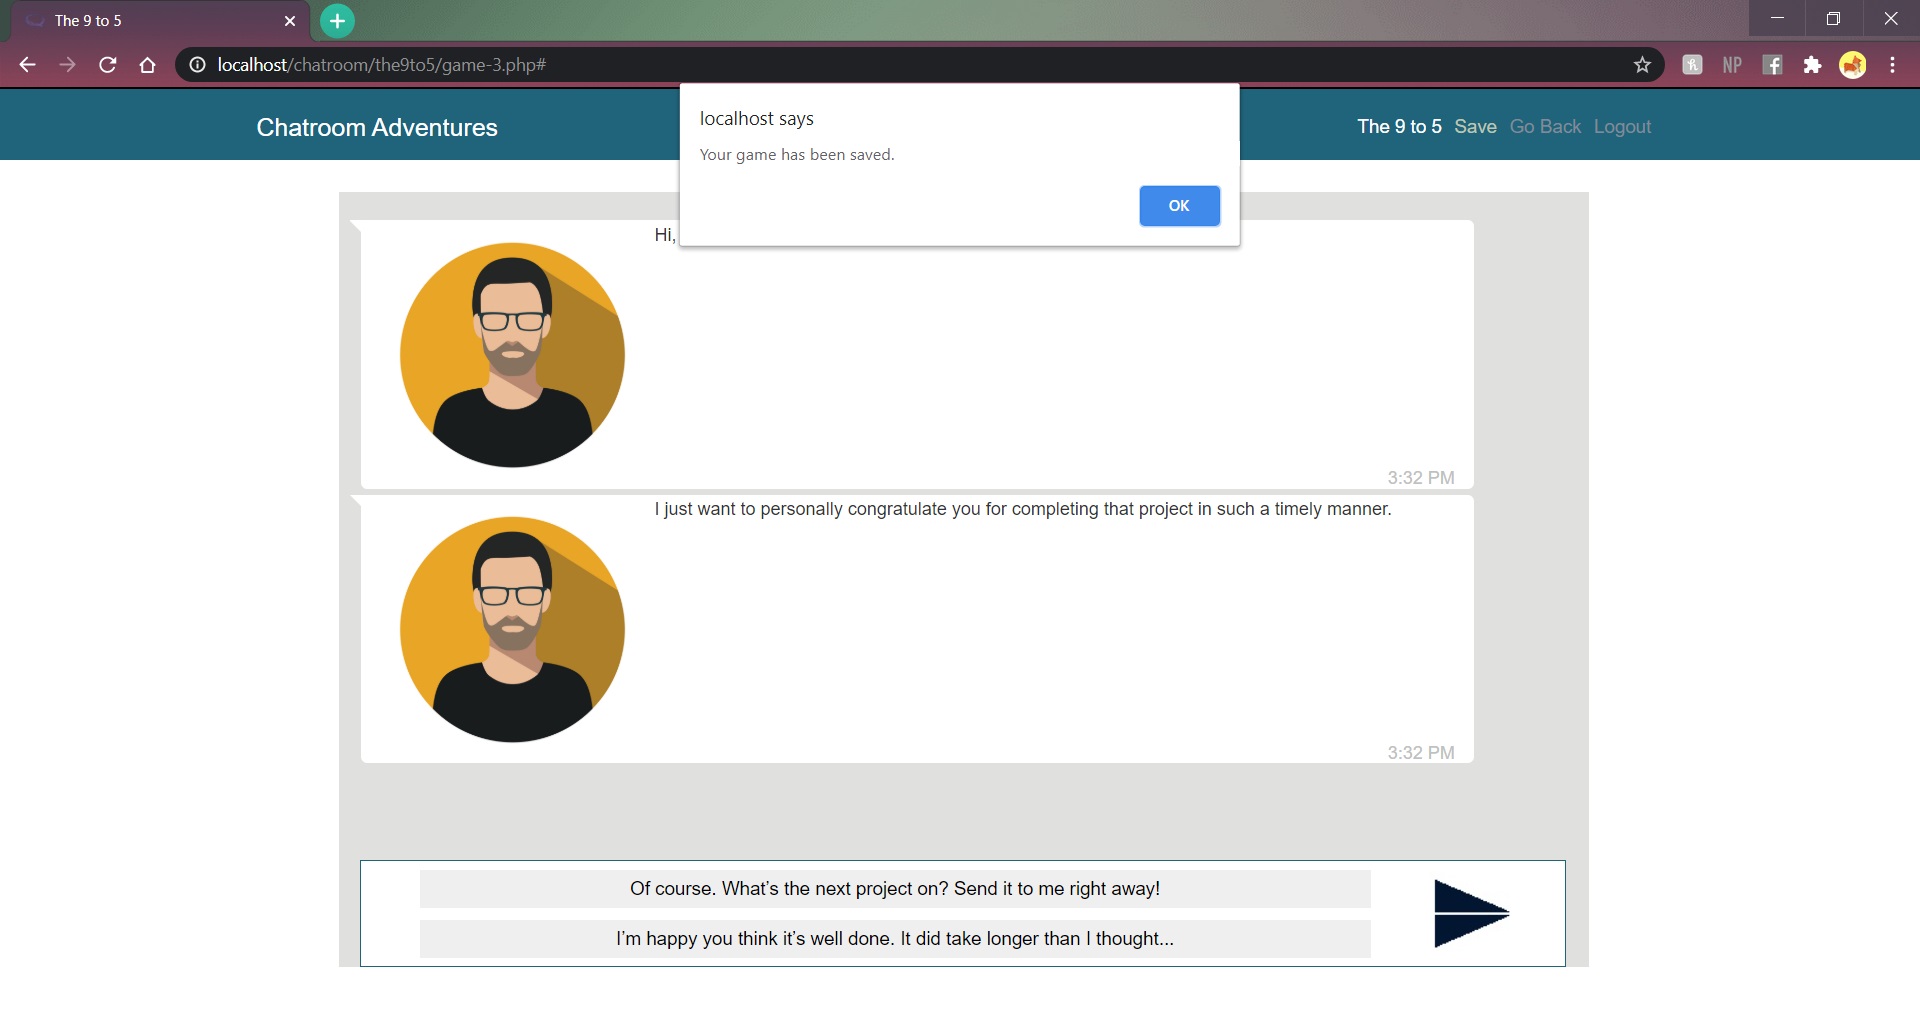 The 9 to 5
localhost/chatroom/the9to5/game-3.php#
NP
Chatroom Adventures
The 9 to 5 Save Go Back Logout
localhost says
Your game has been saved.
OK
Hi,
3:32 PM
I just want to personally congratulate you for completing that project in such a timely manner.
3:32 PM
Of course. What’s the next project on? Send it to me right away!
I’m happy you think it’s well done. It did take longer than I thought...